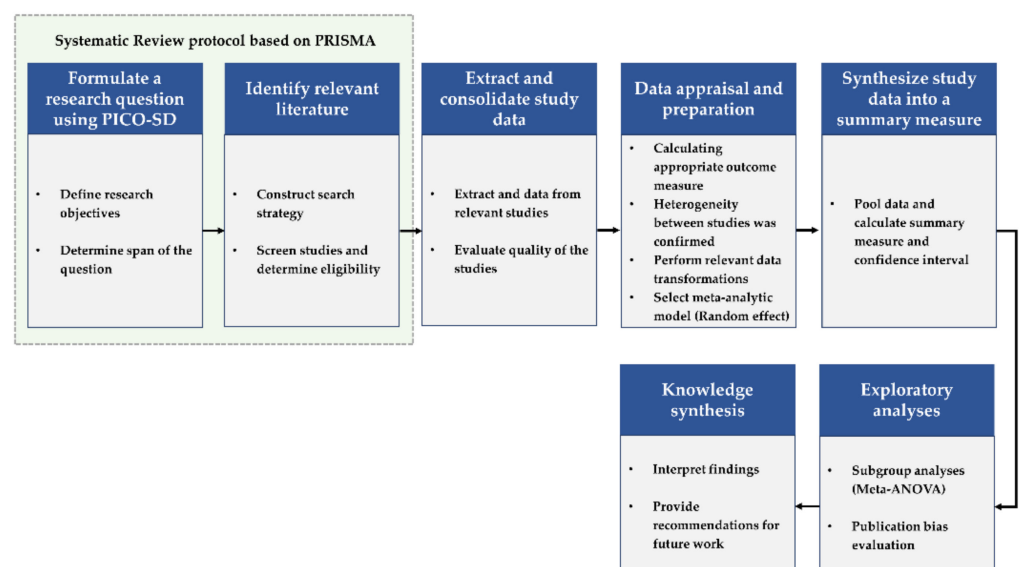 Systematic Review protocol based on PRISMA
Formulate a
research question
using PICO-SD
• Define research
objectives
• Determine span of the
question
Identify relevant
literature
• Construct search
strategy
• Screen studies and
determine eligibility
Extract and
consolidate study
data
• Extract and data from
relevant studies
• Evaluate quality of the
studies
Data appraisal and
preparation
• Calculating
appropriate outcome
measure
• Heterogeneity
between studies was
confirmed
• Perform relevant data
transformations
• Select meta-analytic
model (Random effect)
Synthesize study
data into a
summary measure
• Pool data and
calculate summary
measure and
confidence interval
Exploratory
analyses
• Subgroup analyses
(Meta-ANOVA)
• Publication bias
evaluation
Knowledge
synthesis
• Interpret findings
• Provide
recommendations for
future work